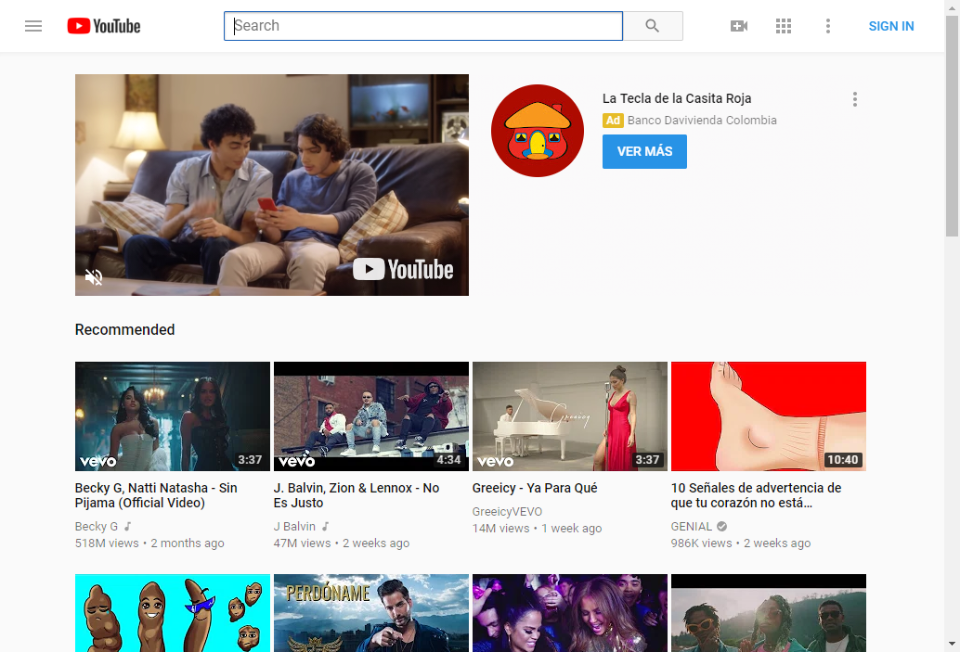 YouTube
Search
SIGN IN
La Tecla de la Casita Roja
Ad Banco Davivienda Colombia
VER MÁS
YouTube
Recommended
vevo 3:37
vevo 4:34
vevo 3:37
10:40
Becky G, Natti Natasha - Sin
Pijama (Official Video)
Becky G
518M views • 2 months ago
J. Balvin, Zion & Lennox - No
Es Justo
J Balvin
47M views • 2 weeks ago
Greeicy - Ya Para Qué
GreeicyVEVO
14M views • 1 week ago
10 Señales de advertencia de
que tu corazón no está...
GENIAL
986K views • 2 weeks ago
PERDÓNAME